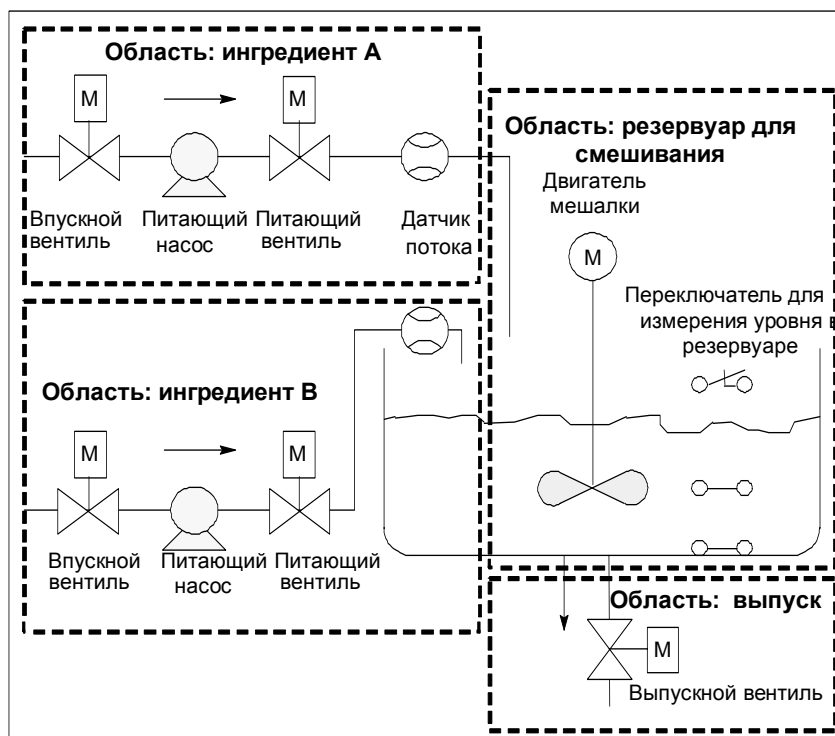 Область: ингредиент А
M
M
Впускной
вентиль
Питающий
насос
Питающий
вентиль
Датчик
потока
Область: резервуар для
смешивания
Двигатель
мешалки
M
Переключатель для
измерения уровня в
резервуаре
Область: ингредиент В
M
M
Впускной
вентиль
Питающий
насос
Питающий
вентиль
Область: выпуск
M
Выпускной вентиль